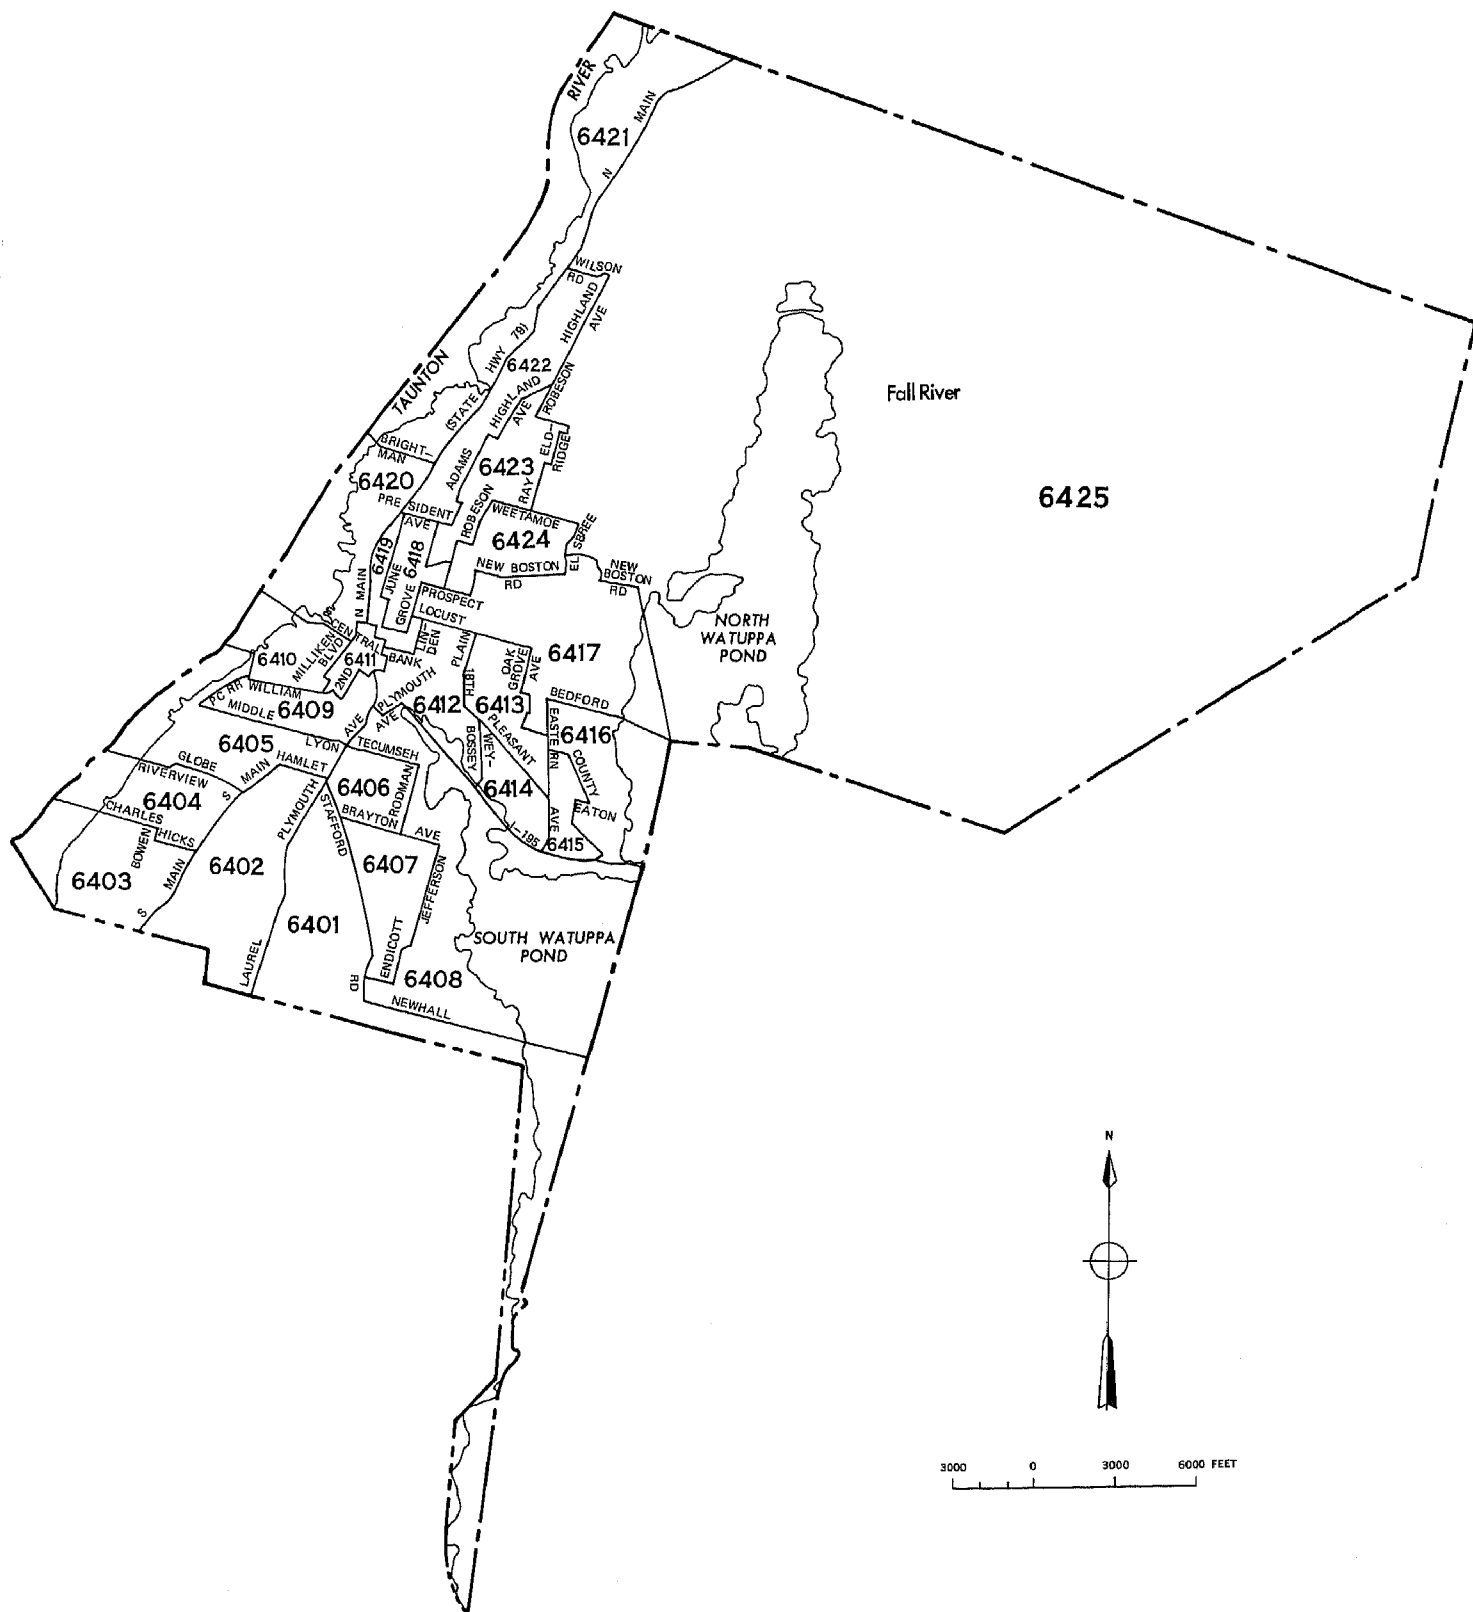 RIVER
MAIN
6421
N
WILSON
RD
HIGHLAND
AVE
HWY 79)
(STATE
TAUNTON
6422
HIGHLAND
AVE
ROBESON
Fall River
BRIGHT-
MAN
ELD-
RIDGE
ADAMS
6423
6420
RAY
6425
PRE SIDENT
AVE
ROBESON
WEETAMOE
6424
ELSBREE
6419
6418
NEW BOSTON
RD
NEW
BOSTON
RD
N MAIN
JUNE
GROVE
PROSPECT
LOCUST
NORTH
WATUPPA
POND
ST
CENTRAL
LIN-
DEN
PLAIN
MILLIKEN
BLVD
6410
6411
BANK
OAK
GROVE
AVE
6417
2ND
18TH
PC RR
WILLIAM
PLYMOUTH
AVE
6412
6413
BEDFORD
MIDDLE
6409
AVE
PLEASANT
EASTERN
6416
6405
LYON
TECUMSEH
WEY-
BOSSEY
GLOBE
MAIN
HAMLET
COUNTY
RIVERVIEW
6404
S
6406
RODMAN
6414
CHARLES
PLYMOUTH
STAFFORD
BRAYTON
AVE
EATON
AVE
HICKS
BOWEN
I-195
6415
6403
MAIN
6402
6407
JEFFERSON
S
6401
ENDICOTT
SOUTH WATUPPA
POND
LAUREL
RD
6408
NEWHALL
N
3000 0 3000 6000 FEET